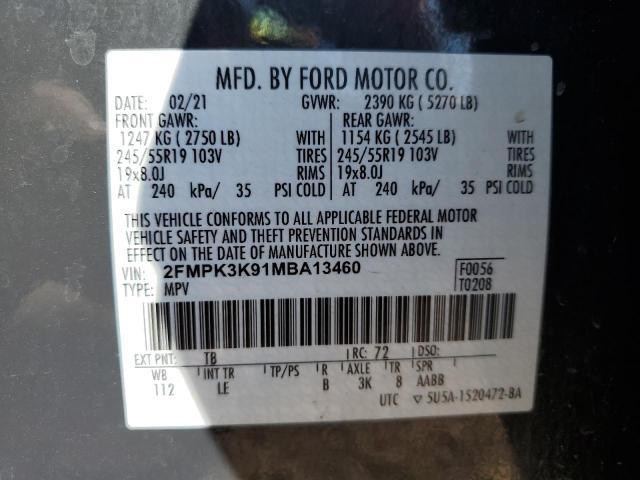 MFD. BY FORD MOTOR CO.
DATE: 02/21 GVWR: 2390 KG ( 5270 LB)
FRONT GAWR: REAR GAWR:
1247 KG ( 2750 LB) WITH 1154 KG ( 2545 LB) WITH
245/55R19 103V TIRES 245/55R19 103V TIRES
19x8.0J RIMS 19x8.0J RIMS
AT 240 kPa/ 35 PSI COLD AT 240 kPa/ 35 PSI COLD
THIS VEHICLE CONFORMS TO ALL APPLICABLE FEDERAL MOTOR
VEHICLE SAFETY AND THEFT PREVENTION STANDARDS IN
EFFECT ON THE DATE OF MANUFACTURE SHOWN ABOVE.
VIN: 2FMPK3K91MBA13460 F0056
TYPE: MPV T0208
EXT PNT: TB RC: 72 DSO:
WB INT TR TP/PS R AXLE TR SPR
112 LE B 3K 8 AABB
UTC ▽ 5U5A-1520472-BA